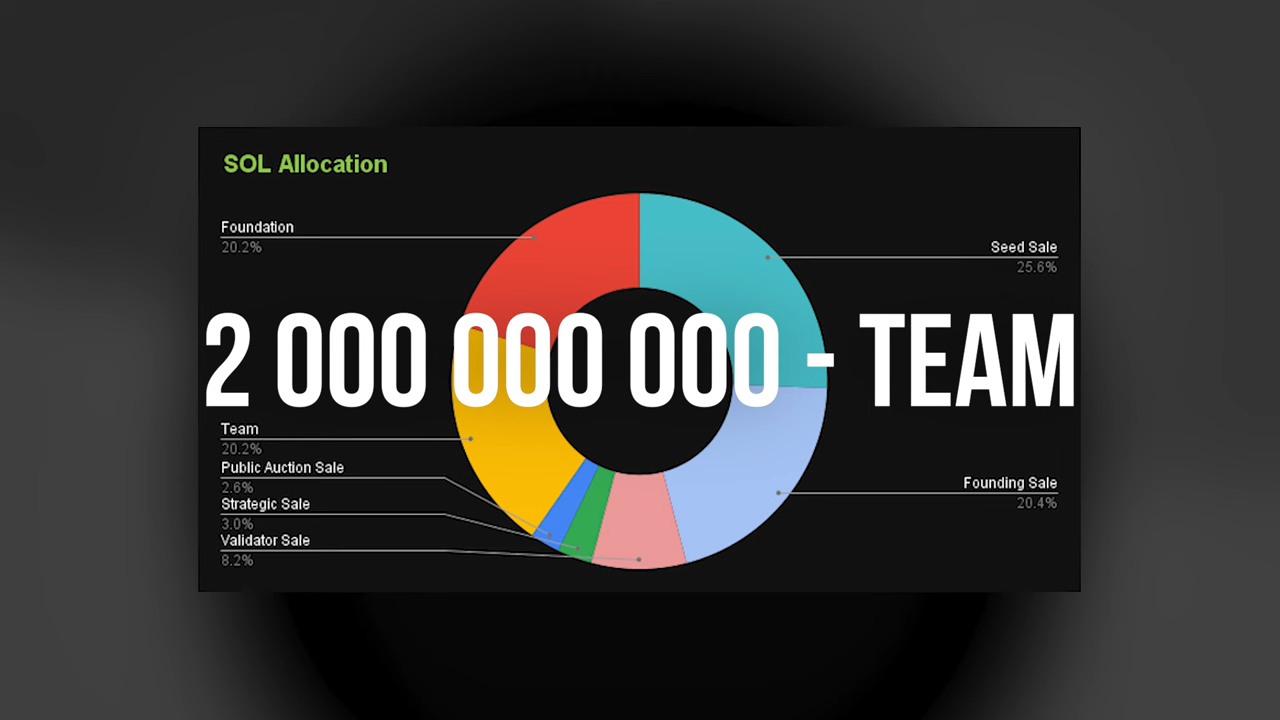 SOL Allocation
Foundation
20.2%
Seed Sale
25.6%
2 000 000 000 - TEAM
Team
20.2%
Public Auction Sale
2.6%
Strategic Sale
3.0%
Validator Sale
8.2%
Founding Sale
20.4%